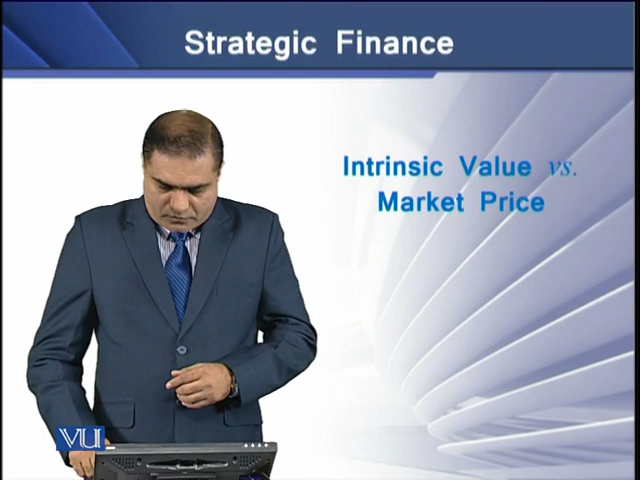 Strategic Finance
Intrinsic Value vs.
Market Price
VU